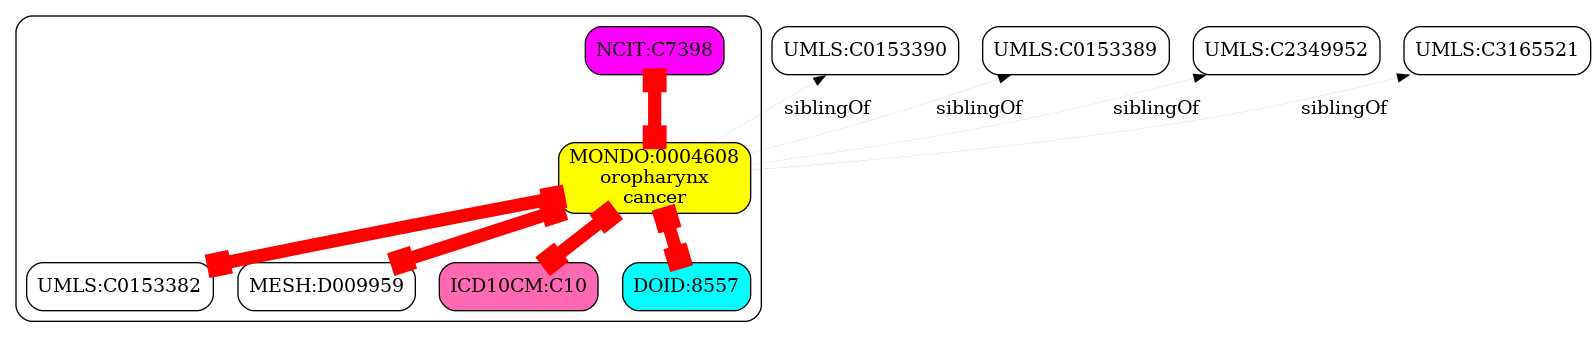 NCIT:C7398
UMLS:C0153390
UMLS:C0153389
UMLS:C2349952
UMLS:C3165521
siblingOf
siblingOf
siblingOf
siblingOf
MONDO:0004608
oropharynx
cancer
UMLS:C0153382
MESH:D009959
ICD10CM:C10
DOID:8557